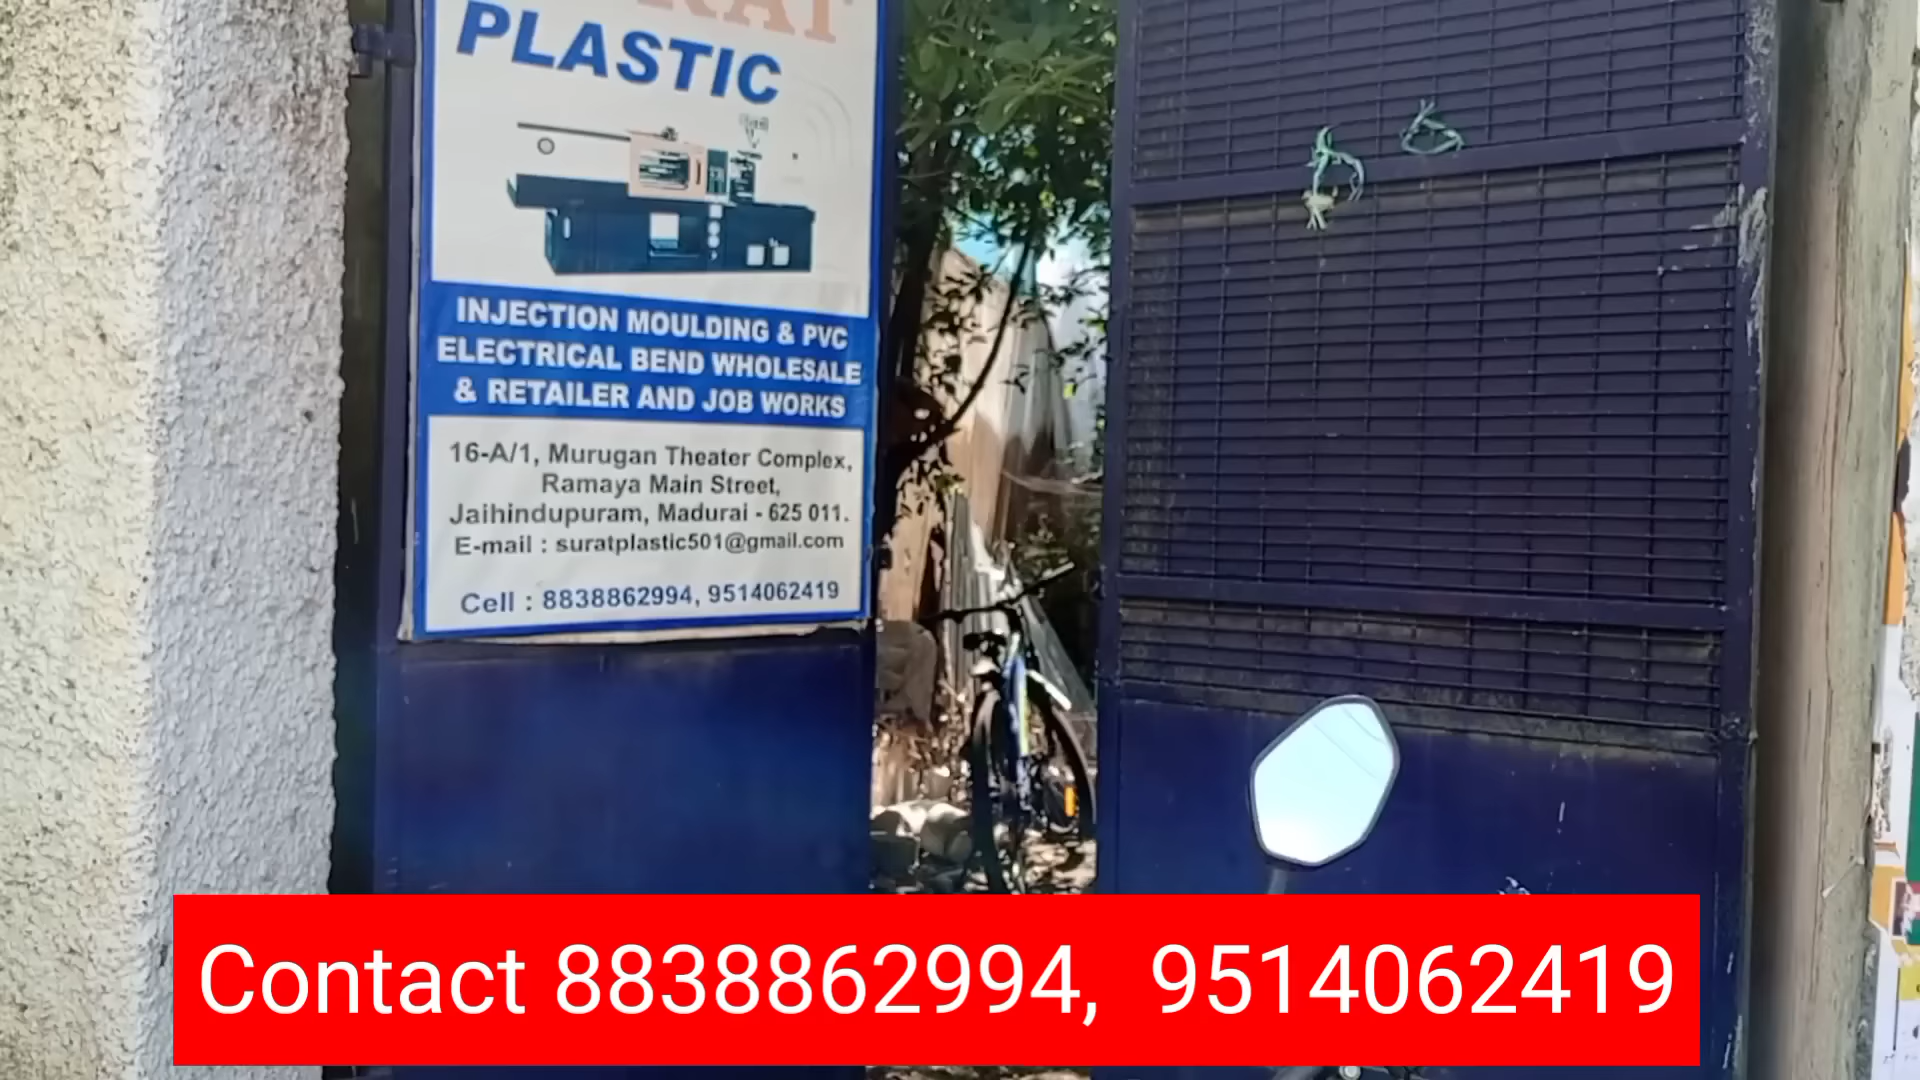 PLASTIC
INJECTION MOULDING & PVC
ELECTRICAL BEND WHOLESALE
& RETAILER AND JOB WORKS
16-A/1, Murugan Theater Complex,
Ramaya Main Street,
Jaihindupuram, Madurai - 625 011.
E-mail : suratplastic501@gmail.com
Cell : 8838862994, 9514062419
Contact 8838862994, 9514062419